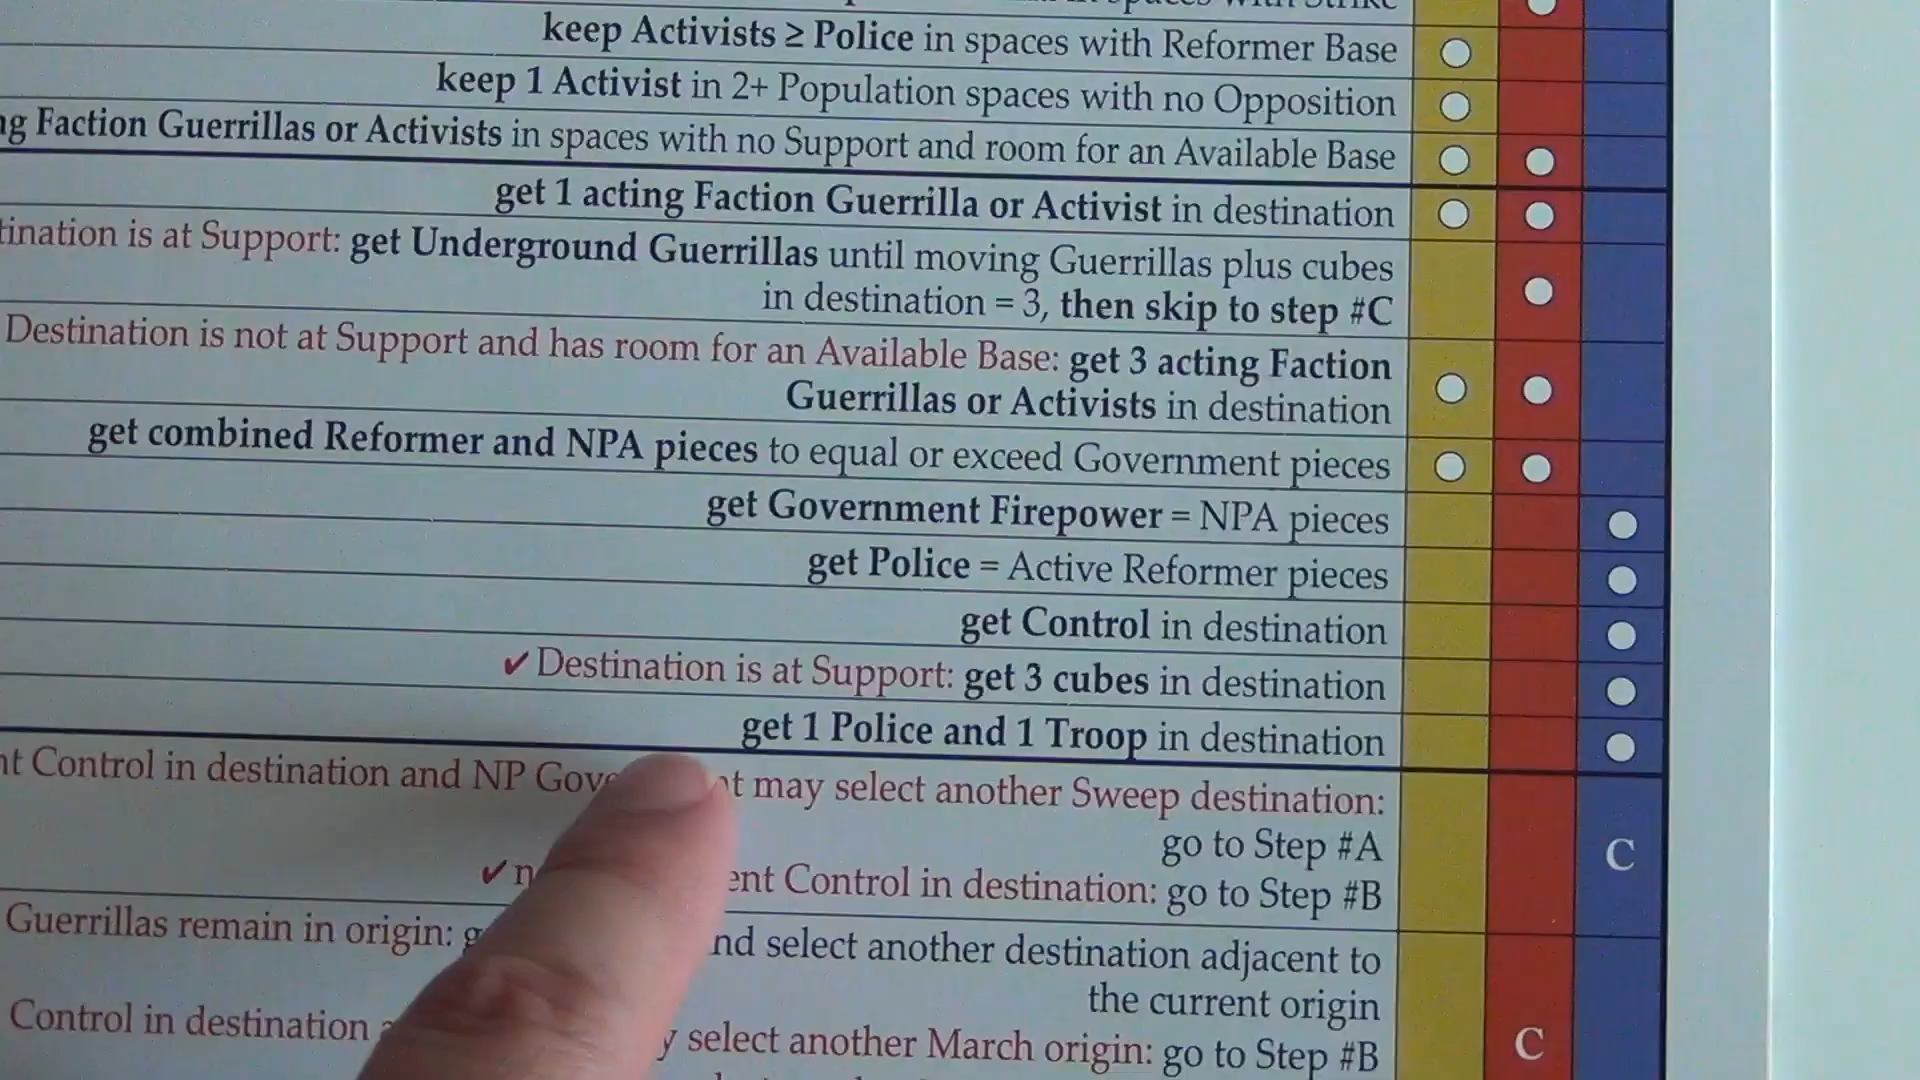 keep Activists ≥ Police in spaces with Reformer Base
keep 1 Activist in 2+ Population spaces with no Opposition
Faction Guerrillas or Activists in spaces with no Support and room for an Available Base
get 1 acting Faction Guerrilla or Activist in destination
is at Support: get Underground Guerrillas until moving Guerrillas plus cubes
in destination = 3, then skip to step #C
Destination is not at Support and has room for an Available Base: get 3 acting Faction
Guerrillas or Activists in destination
get combined Reformer and NPA pieces to equal or exceed Government pieces
get Government Firepower = NPA pieces
get Police = Active Reformer pieces
get Control in destination
✔ Destination is at Support: get 3 cubes in destination
get 1 Police and 1 Troop in destination
Control in destination and NP may select another Sweep destination:
go to Step #A
C
✔ Control in destination: go to Step #B
Guerrillas remain in origin: select another destination adjacent to
the current origin
Control in destination select another March origin: go to Step #B
C